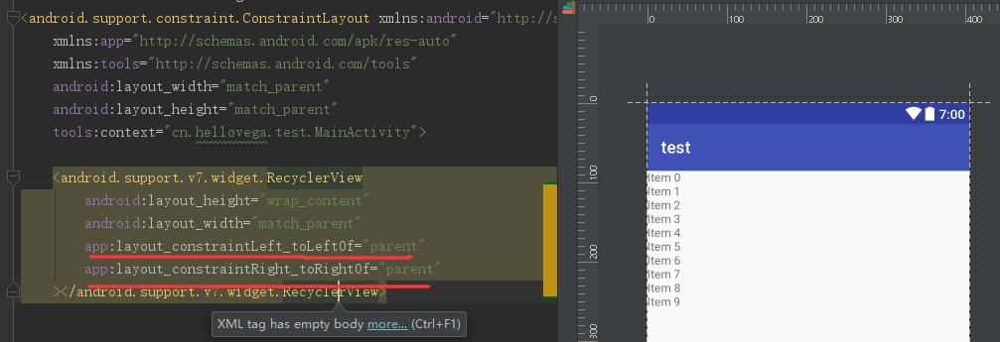 <android.support.constraint.ConstraintLayout xmlns:android="http://s
xmlns:app="http://schemas.android.com/apk/res-auto"
xmlns:tools="http://schemas.android.com/tools"
android:layout_width="match_parent"
android:layout_height="match_parent"
tools:context="cn.hellovega.test.MainActivity">
<android.support.v7.widget.RecyclerView
android:layout_height="wrap_content"
android:layout_width="match_parent"
app:layout_constraintLeft_toLeftOf="parent"
app:layout_constraintRight_toRightOf="parent"
></android.support.v7.widget.RecyclerView>
XML tag has empty body more... (Ctrl+F1)
0 100 200 300 400
0
100
200
300
7:00
test
Item 0
Item 1
Item 2
Item 3
Item 4
Item 5
Item 6
Item 7
Item 8
Item 9